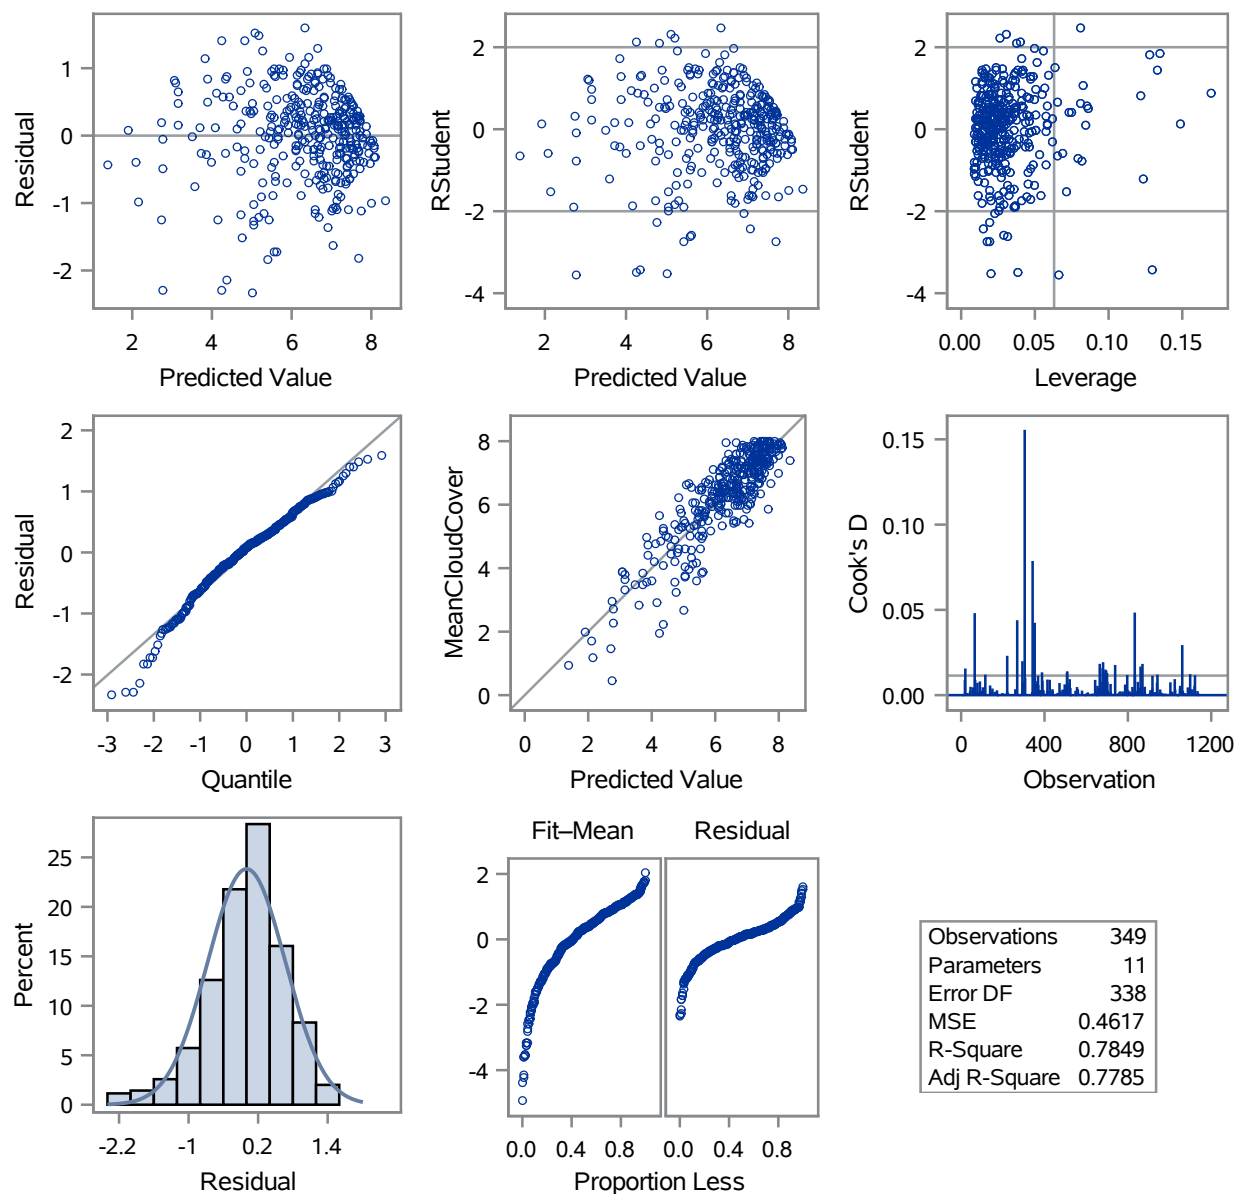 Residual
1
0
-1
-2
2 4 6 8
Predicted Value
RStudent
2
0
-2
-4
2 4 6 8
Predicted Value
RStudent
2
0
-2
-4
0.00 0.05 0.10 0.15
Leverage
Residual
2
1
0
-1
-2
-3 -2 -1 0 1 2 3
Quantile
MeanCloudCover
8
6
4
2
0
0 2 4 6 8
Predicted Value
Cook's D
0.15
0.10
0.05
0.00
0 400 800 1200
Observation
Percent
25
20
15
10
5
0
-2.2 -1 0.2 1.4
Residual
Fit–Mean Residual
2
0
-2
-4
0.0 0.4 0.8 0.0 0.4 0.8
Proportion Less
Observations 349
Parameters 11
Error DF 338
MSE 0.4617
R-Square 0.7849
Adj R-Square 0.7785